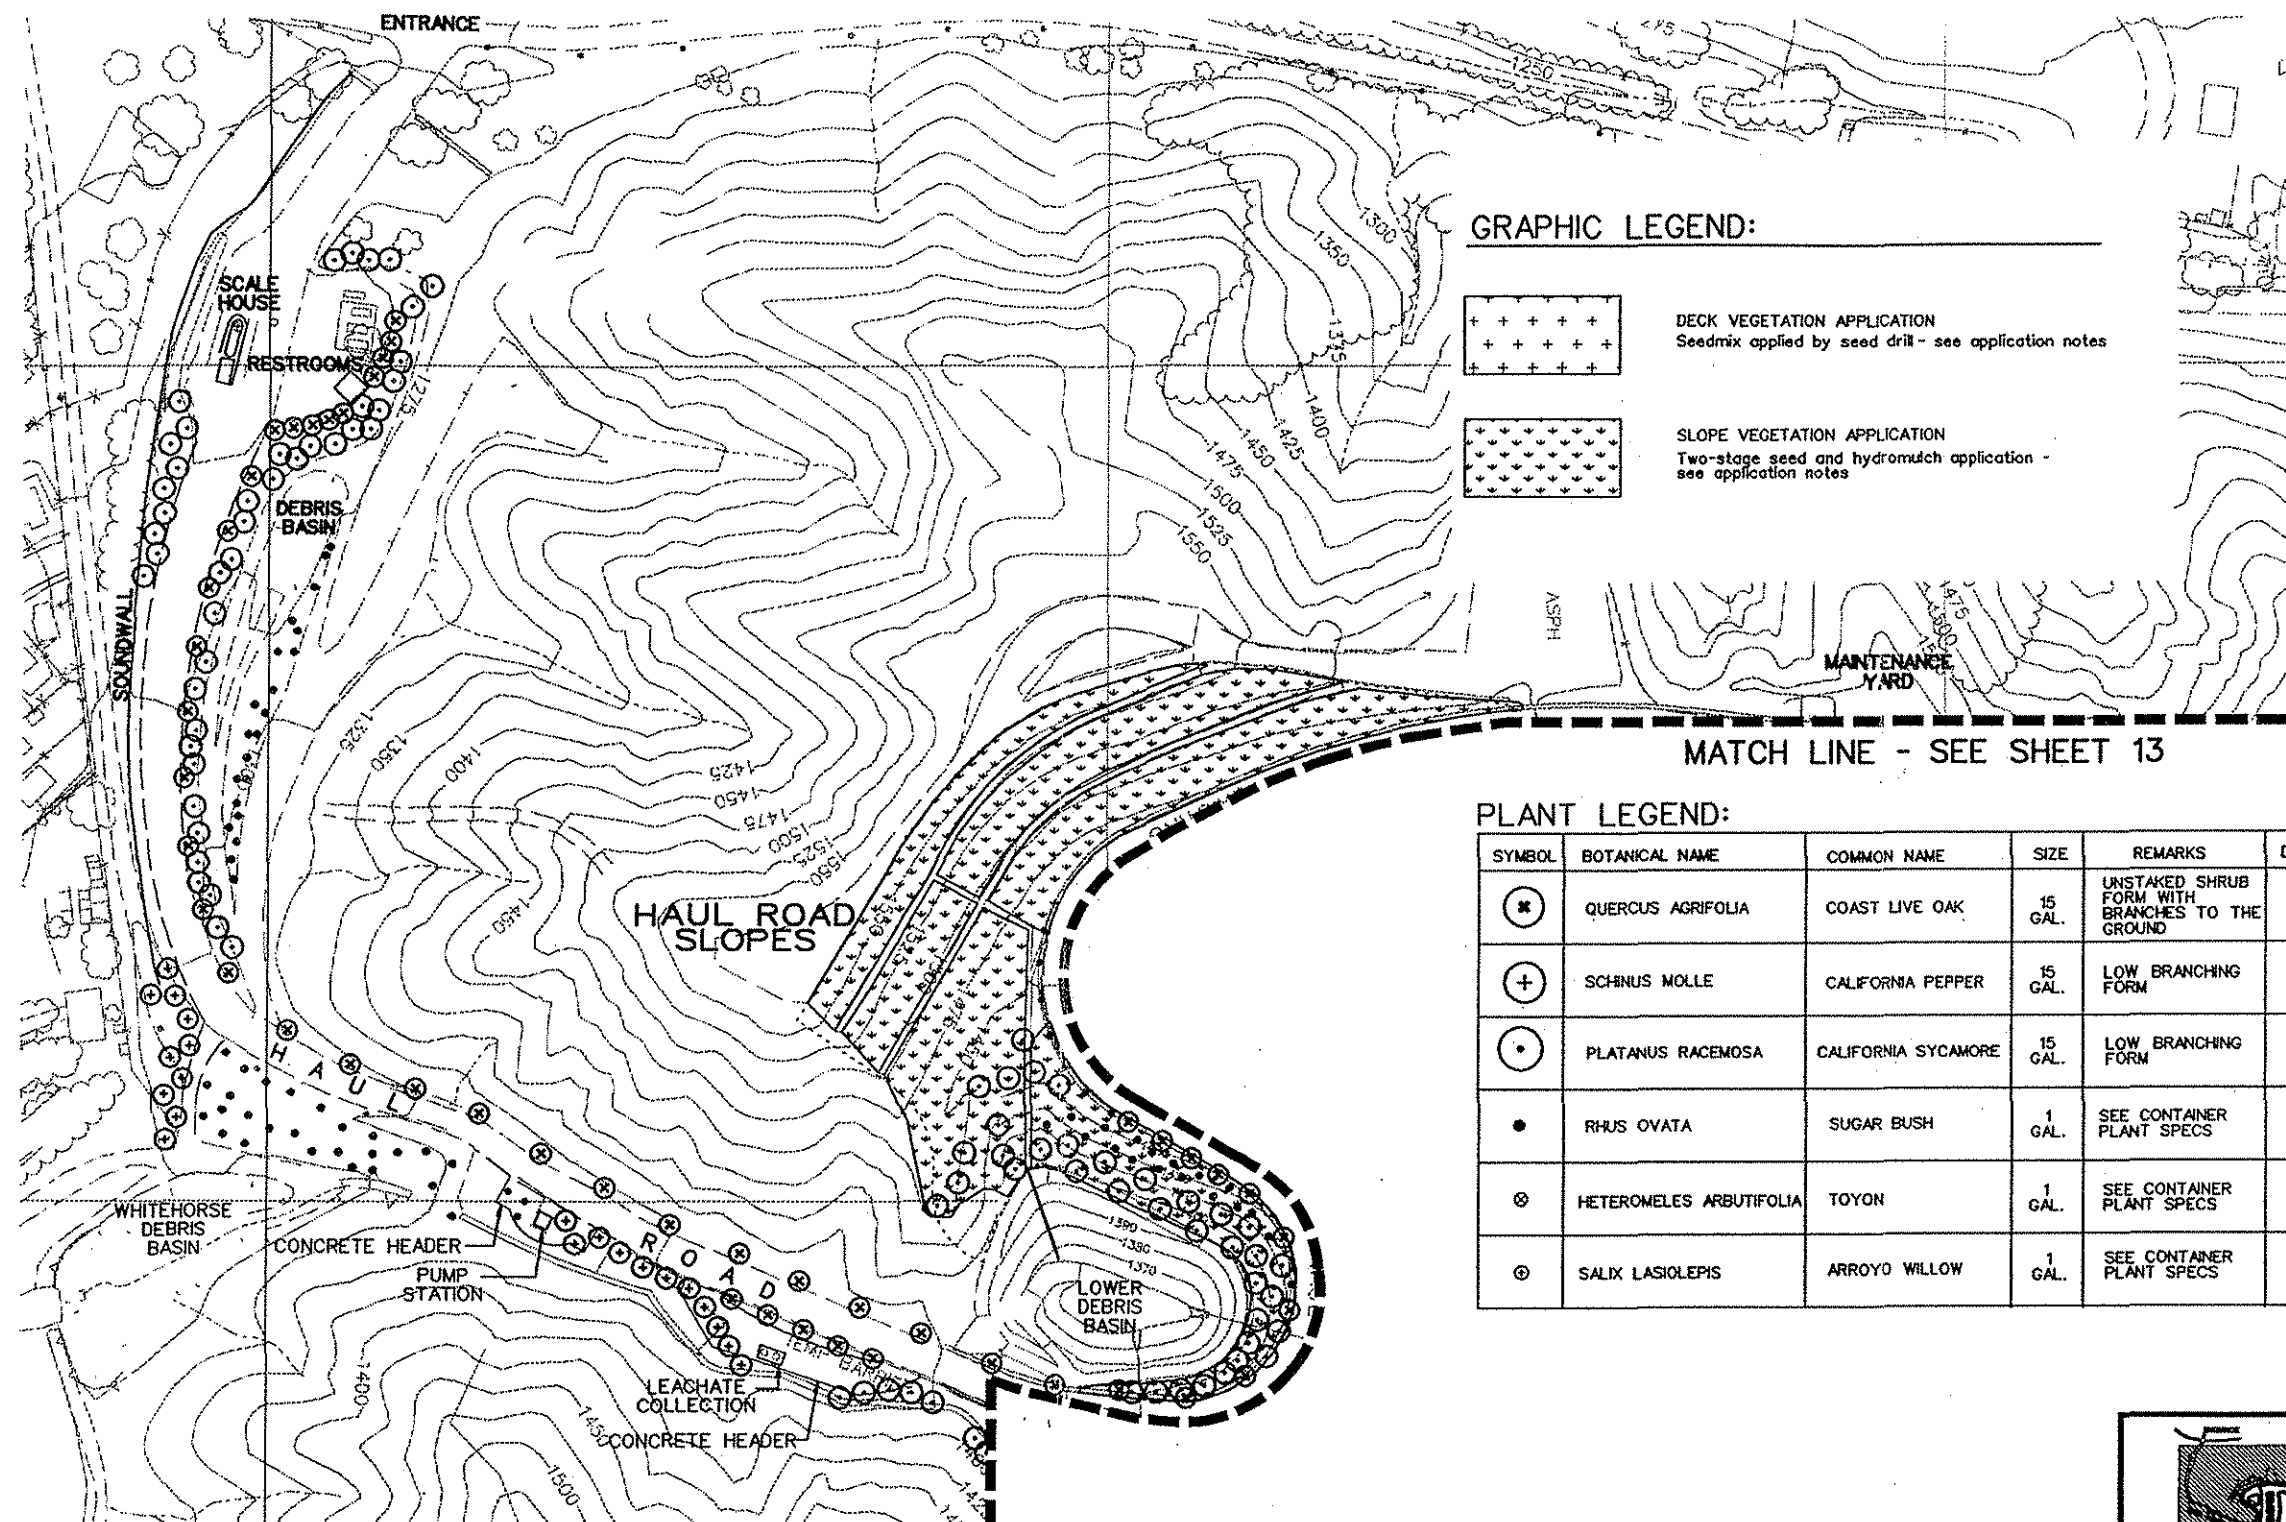 ENTRANCE
1250
1300
1350
1375
1400
1425
1450
1475
1500
1525
1550
GRAPHIC LEGEND:
DECK VEGETATION APPLICATION
Seedmix applied by seed drill - see application notes
SLOPE VEGETATION APPLICATION
Two-stage seed and hydromulch application -
see application notes
SCALE
HOUSE
RESTROOMS
1275
DEBRIS
BASIN
SOUNDWALL
ASPH
MAINTENANCE
YARD
MATCH LINE - SEE SHEET 13
1325
1350
1400
1425
1450
1475
1500
1525
1550
1450
HAUL ROAD
SLOPES
PLANT LEGEND:
SYMBOL BOTANICAL NAME COMMON NAME SIZE REMARKS
QUERCUS AGRIFOLIA COAST LIVE OAK 15 GAL. UNSTAKED SHRUB
FORM WITH
BRANCHES TO THE
GROUND
SCHINUS MOLLE CALIFORNIA PEPPER 15 GAL. LOW BRANCHING
FORM
PLATANUS RACEMOSA CALIFORNIA SYCAMORE 15 GAL. LOW BRANCHING
FORM
RHUS OVATA SUGAR BUSH 1 GAL. SEE CONTAINER
PLANT SPECS
HETEROMELES ARBUTIFOLIA TOYON 1 GAL. SEE CONTAINER
PLANT SPECS
SALIX LASIOLEPIS ARROYO WILLOW 1 GAL. SEE CONTAINER
PLANT SPECS
HAUL ROAD
WHITEHORSE
DEBRIS
BASIN
CONCRETE HEADER
PUMP
STATION
1390
1380
1370
LOWER
DEBRIS
BASIN
LEACHATE
COLLECTION
CONCRETE HEADER
1400
1450
1500